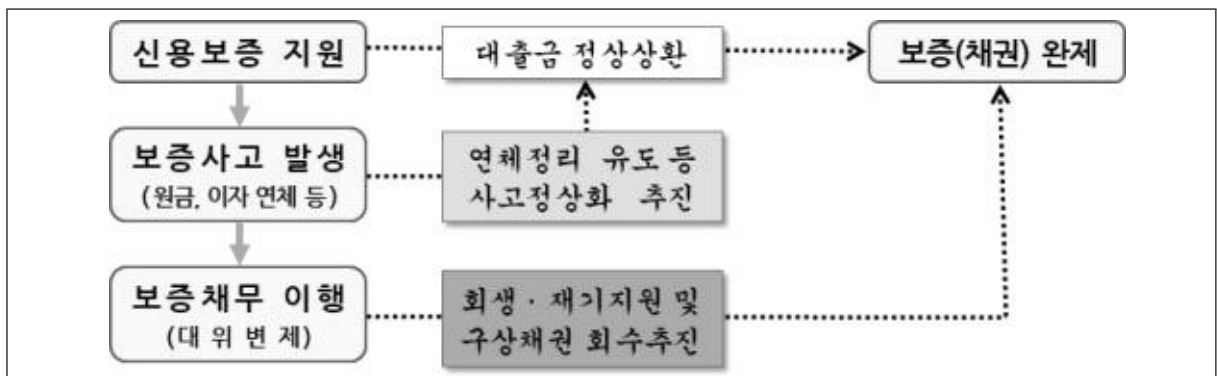 신용보증 지원
대출금 정상상환
보증(채권) 완제
보증사고 발생
(원금, 이자 연체 등)
연체정리 유도 등
사고정상화 추진
보증채무 이행
(대 위 변 제)
회생 · 재기지원 및
구상채권 회수추진